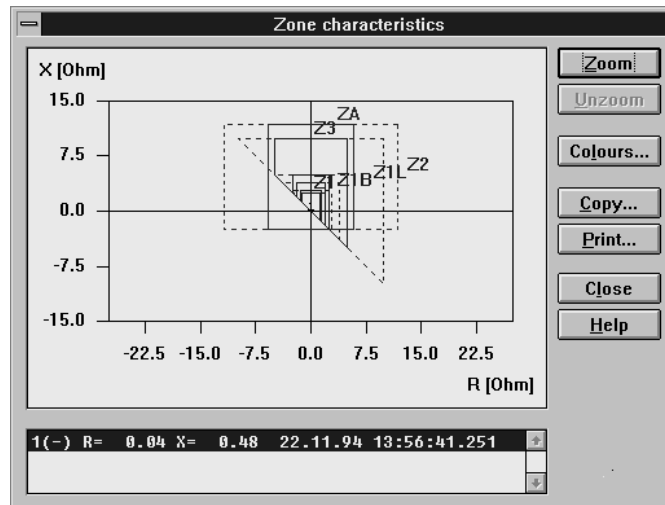 Zone characteristics
X [Ohm]
15.0
7.5
0.0
-7.5
-15.0
ZA
Z3
Z2
Z1L
Z1B
Z1
-22.5 -15.0 -7.5 0.0 7.5 15.0 22.5
R [Ohm]
1(-) R= 0.04 X= 0.48 22.11.94 13:56:41.251
Zoom
Unzoom
Colours...
Copy...
Print...
Close
Help